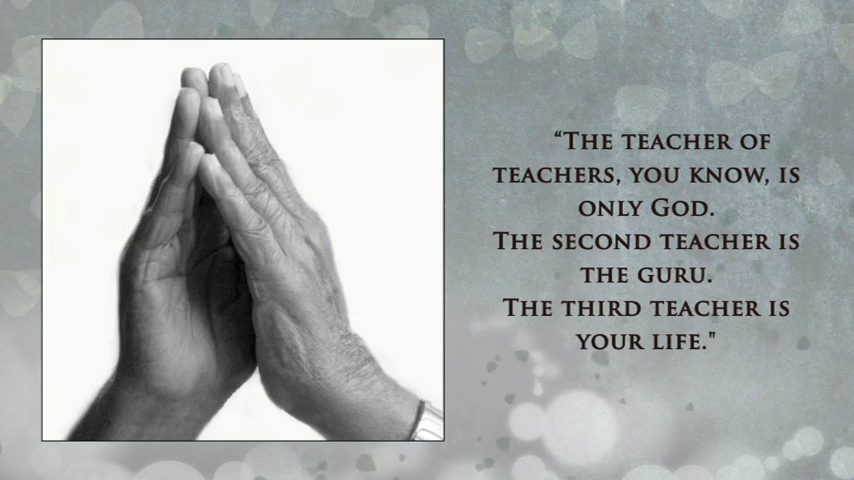 “The teacher of
teachers, you know, is
only God.
The second teacher is
the guru.
The third teacher is
your life."